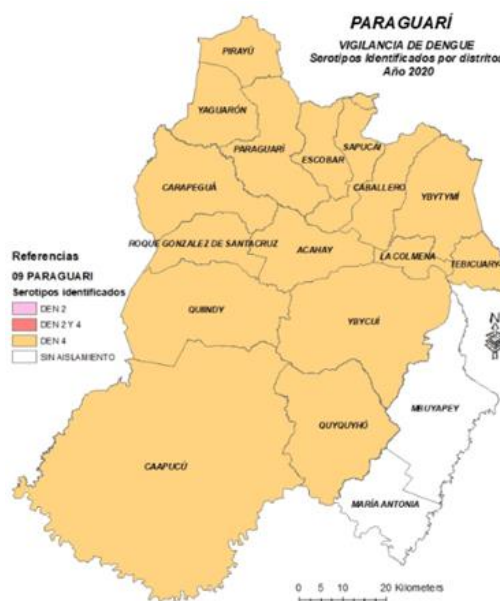 PARAGUARÍ
VIGILANCIA DE DENGUE
Serotipos Identificados por distritos
Año 2020
PIRAYÚ
YAGUARÓN
PARAGUARÍ
ESCOBAR
SAPUCAI
CABALLERO
YBYTYMÍ
CARAPEGUÁ
ROQUE GONZALEZ DE SANTACRUZ
ACAHAY
LA COLMENA
TEBICUARY
QUIINDY
YBYCUÍ
MBUYAPEY
QUYQUYHÓ
CAAPUCÚ
MARÍA ANTONIA
Referencias
09 PARAGUARI
Serotipos identificados
DEN 2
DEN 2 Y 4
DEN 4
SIN AISLAMIENTO
N
0 5 10 20 Kilometers